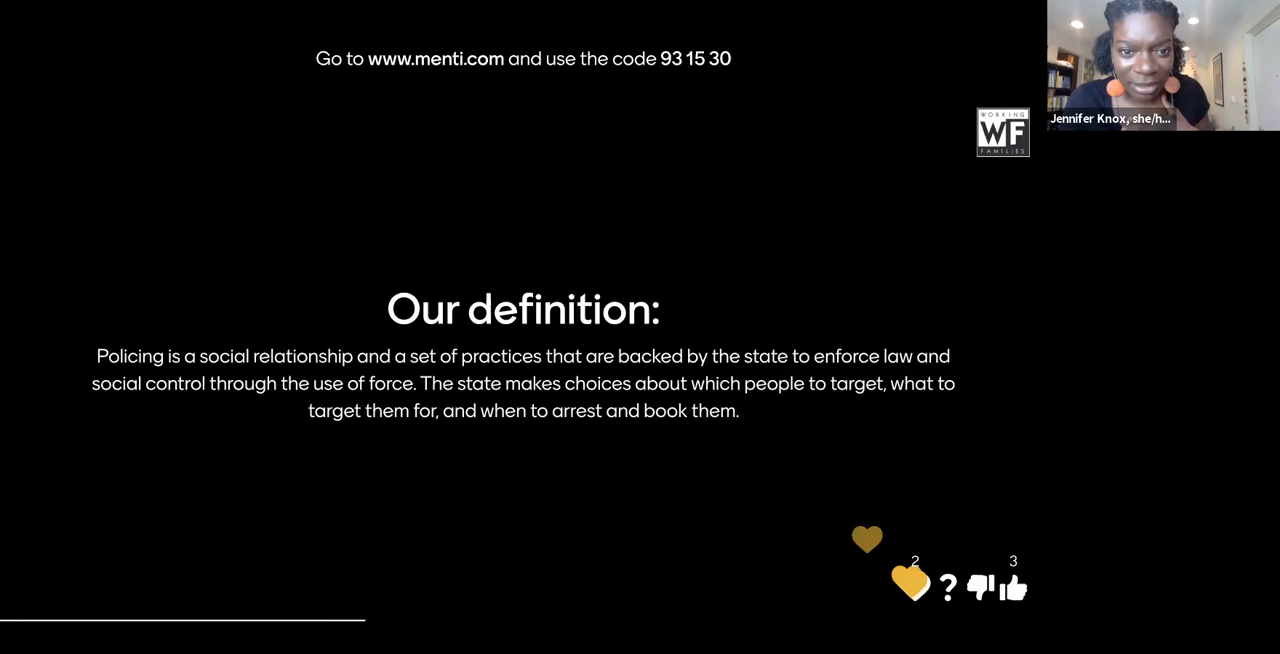 Go to www.menti.com and use the code 93 15 30
Jennifer Knox, she/h...
WORKING
WF
FAMILIES
Our definition:
Policing is a social relationship and a set of practices that are backed by the state to enforce law and
social control through the use of force. The state makes choices about which people to target, what to
target them for, and when to arrest and book them.
2
3
?